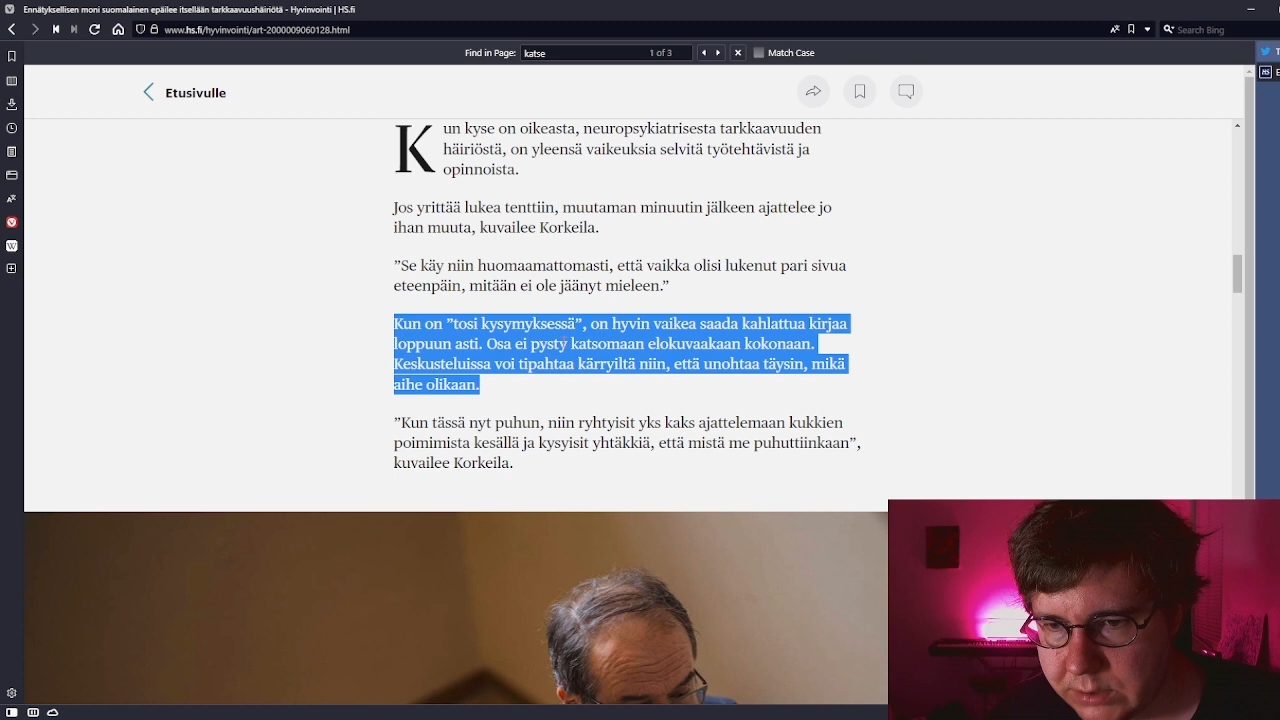 Ennätyksellisen moni suomalainen epäilee itsellään tarkkaavuushäiriötä - Hyvinvointi | HS.fi
www.hs.fi/hyvinvointi/art-2000009060128.html
Search Bing
Find in Page: katse 1 of 3 Match Case
Etusivulle
Kun kyse on oikeasta, neuropsykiatrisesta tarkkaavuuden
häiriöstä, on yleensä vaikeuksia selvitä työtehtävistä ja
opinnoista.
Jos yrittää lukea tenttiin, muutaman minuutin jälkeen ajattelee jo
ihan muuta, kuvailee Korkeila.
”Se käy niin huomaamattomasti, että vaikka olisi lukenut pari sivua
eteenpäin, mitään ei ole jäänyt mieleen.”
Kun on ”tosi kysymyksessä”, on hyvin vaikea saada kahlattua kirjaa
loppuun asti. Osa ei pysty katsomaan elokuvaakaan kokonaan.
Keskusteluissa voi tipahtaa kärryiltä niin, että unohtaa täysin, mikä
aihe olikaan.
”Kun tässä nyt puhun, niin ryhtyisit yks kaks ajattelemaan kukkien
poimimista kesällä ja kysyisit yhtäkkiä, että mistä me puhuttiinkaan”,
kuvailee Korkeila.